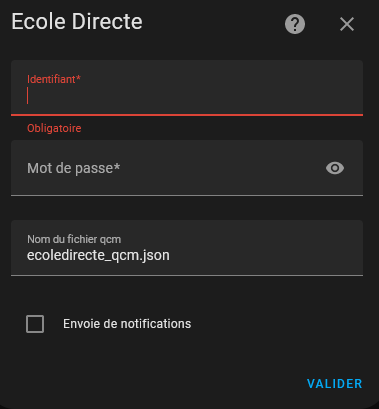 Ecole Directe
Identifiant*
Obligatoire
Mot de passe*
Nom du fichier qcm
ecoledirecte_qcm.json
Envoie de notifications
VALIDER